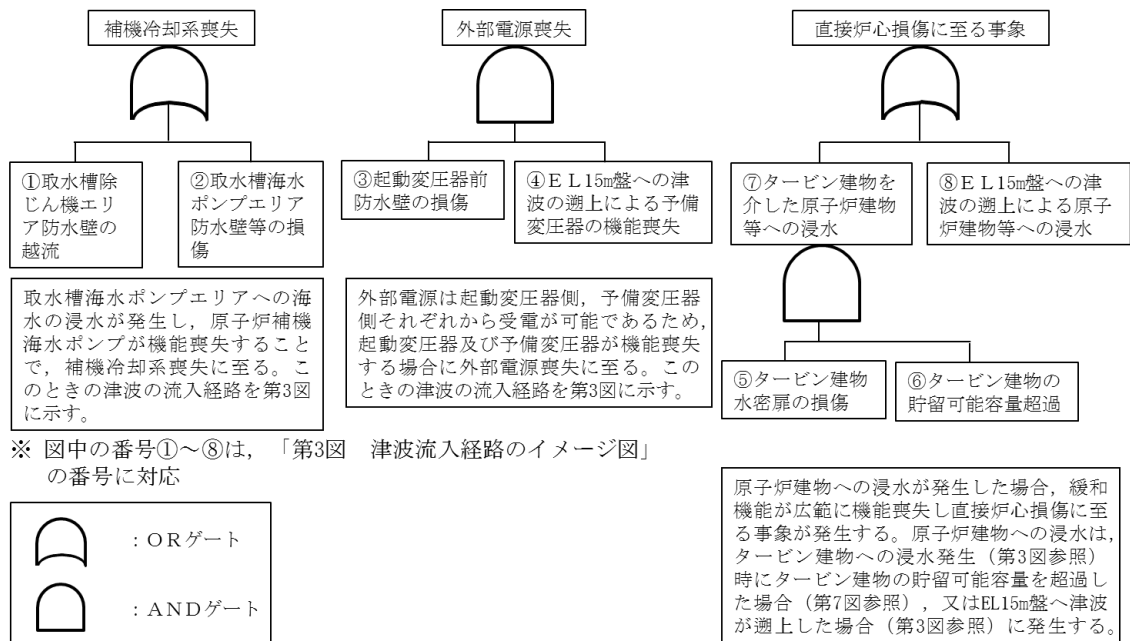 補機冷却系喪失
①取水槽除
じん機エリ
ア防水壁の
越流
②取水槽海水
ポンプエリア
防水壁等の損
傷
取水槽海水ポンプエリアへの海
水の浸水が発生し，原子炉補機
海水ポンプが機能喪失すること
で，補機冷却系喪失に至る。こ
のときの津波の流入経路を第3図
に示す。
外部電源喪失
③起動変圧器前
防水壁の損傷
④ＥＬ15m盤への津
波の遡上による予備
変圧器の機能喪失
外部電源は起動変圧器側，予備変圧器
側それぞれから受電が可能であるため，
起動変圧器及び予備変圧器が機能喪失
する場合に外部電源喪失に至る。この
ときの津波の流入経路を第3図に示す。
直接炉心損傷に至る事象
⑦タービン建物を
介した原子炉建物
等への浸水
⑧ＥＬ15m盤への津
波の遡上による原子
炉建物等への浸水
⑤タービン建物
水密扉の損傷
⑥タービン建物の
貯留可能容量超過
原子炉建物への浸水が発生した場合，緩和
機能が広範に機能喪失し直接炉心損傷に至
る事象が発生する。原子炉建物への浸水は，
タービン建物への浸水発生（第3図参照）
時にタービン建物の貯留可能容量を超過し
た場合（第7図参照），又はEL15m盤へ津波
が遡上した場合（第3図参照）に発生する。
※ 図中の番号①～⑧は，「第3図　津波流入経路のイメージ図」
の番号に対応
：ＯＲゲート
：ＡＮＤゲート